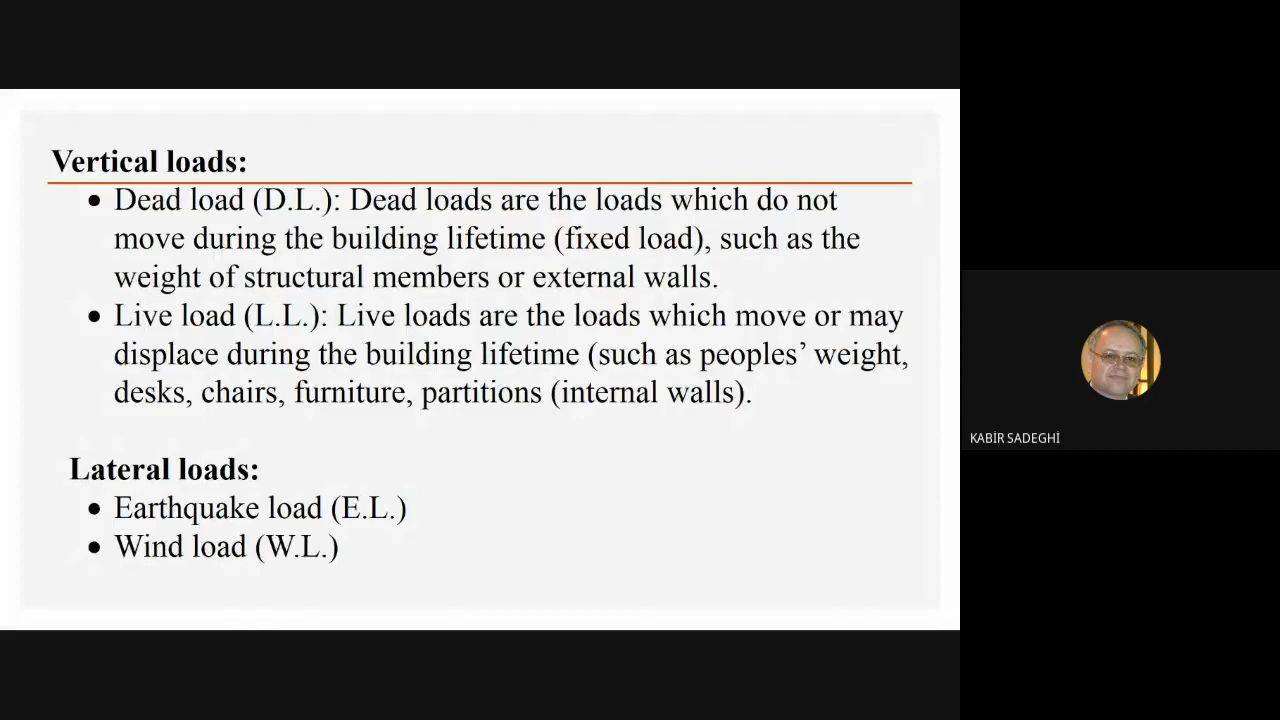 Vertical loads:
• Dead load (D.L.): Dead loads are the loads which do not
move during the building lifetime (fixed load), such as the
weight of structural members or external walls.
• Live load (L.L.): Live loads are the loads which move or may
displace during the building lifetime (such as peoples’ weight,
desks, chairs, furniture, partitions (internal walls).
Lateral loads:
• Earthquake load (E.L.)
• Wind load (W.L.)
KABİR SADEGHİ